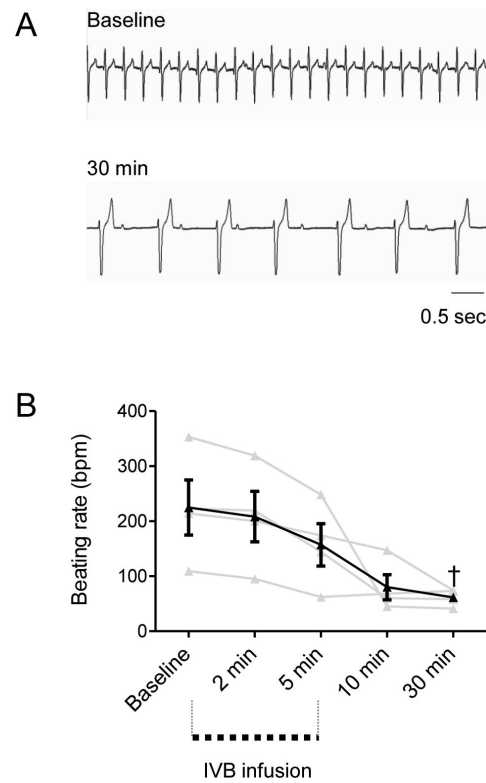 A
Baseline
30 min
0.5 sec
B
400
300
200
100
0
Beating rate (bpm)
†
Baseline
2 min
5 min
10 min
30 min
IVB infusion